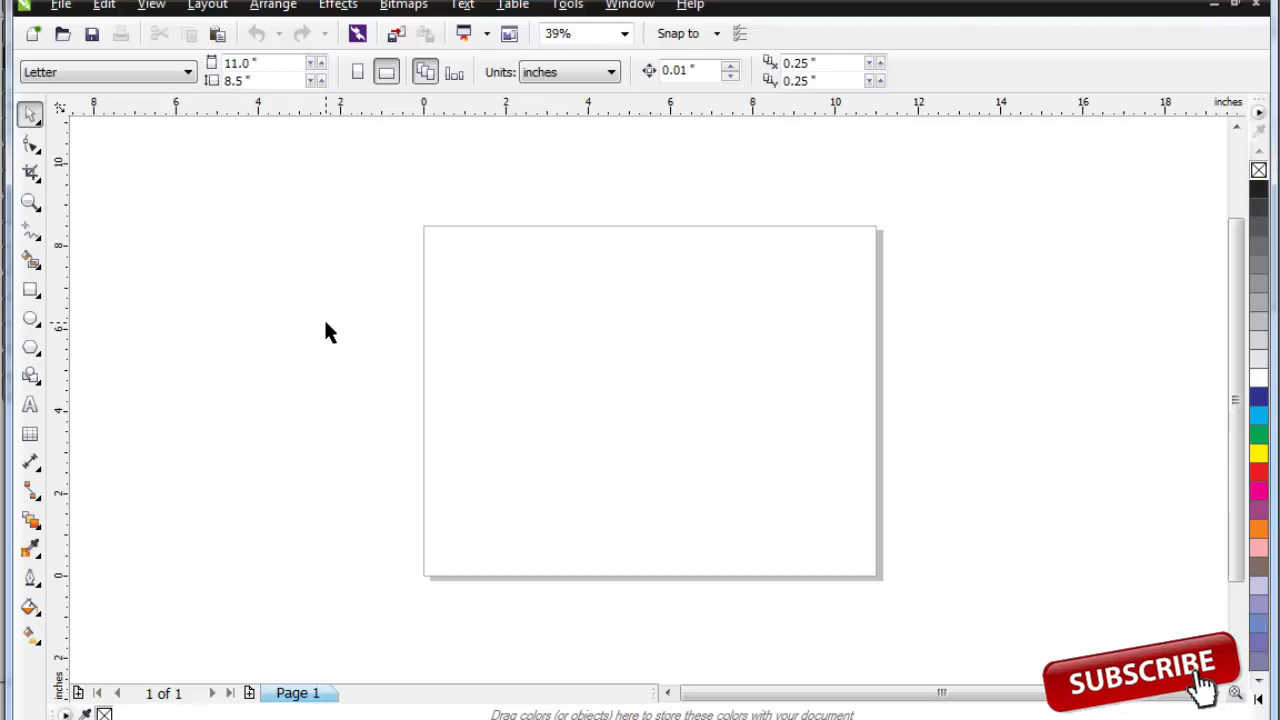 File Edit View Layout Arrange Effects Bitmaps Text Table Tools Window Help
39% Snap to
Letter 11.0 " 8.5 " Units: inches 0.01 " 0.25 " 0.25 "
8 6 4 2 0 2 4 6 8 10 12 14 16 18 inches
10
8
6
4
2
0
2
inches
1 of 1 Page 1
SUBSCRIBE
Drag colors (or objects) here to store these colors with your document